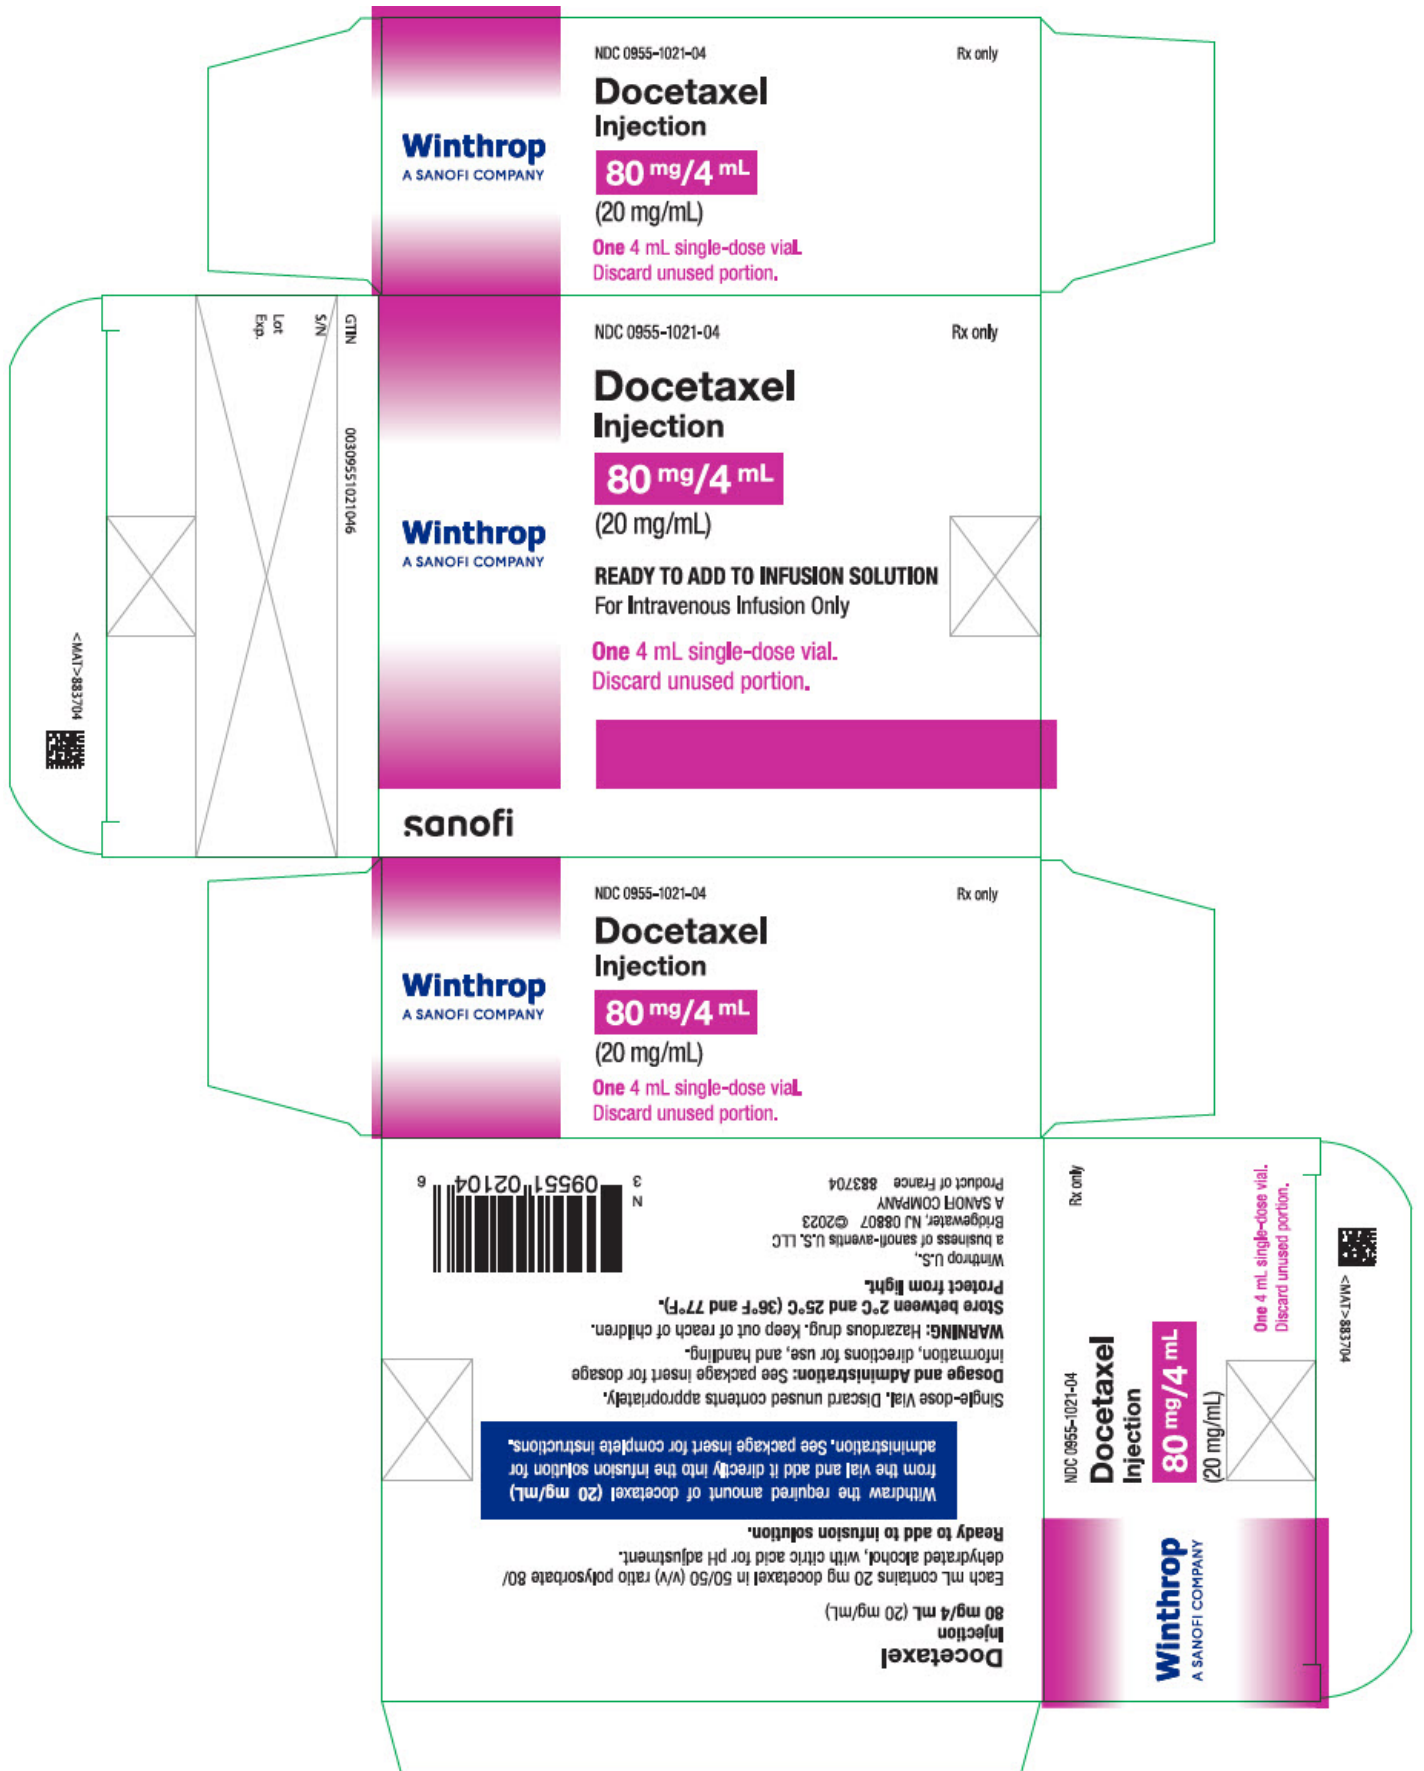 NDC 0955-1021-04
Rx only
Docetaxel
Injection
80 mg/4 mL
(20 mg/mL)
One 4 mL single-dose vial.
Discard unused portion.
Winthrop
A SANOFI COMPANY
GTIN 00309551021046
S/N
Lot
Exp.
<MAT>883704
NDC 0955-1021-04
Rx only
Docetaxel
Injection
80 mg/4 mL
(20 mg/mL)
READY TO ADD TO INFUSION SOLUTION
For Intravenous Infusion Only
One 4 mL single-dose vial.
Discard unused portion.
Winthrop
A SANOFI COMPANY
sanofi
NDC 0955-1021-04
Rx only
Docetaxel
Injection
80 mg/4 mL
(20 mg/mL)
One 4 mL single-dose vial.
Discard unused portion.
Winthrop
A SANOFI COMPANY
Docetaxel
Injection
80 mg/4 mL (20 mg/mL)
Each mL contains 20 mg docetaxel in 50/50 (v/v) ratio polysorbate 80/
dehydrated alcohol, with citric acid for pH adjustment.
Ready to add to infusion solution.
Withdraw the required amount of docetaxel (20 mg/mL)
from the vial and add it directly into the infusion solution for
administration. See package insert for complete instructions.
Single-dose Vial. Discard unused contents appropriately.
Dosage and Administration: See package insert for dosage
information, directions for use, and handling.
WARNING: Hazardous drug. Keep out of reach of children.
Store between 2°C and 25°C (36°F and 77°F).
Protect from light.
Winthrop U.S.,
a business of sanofi-aventis U.S. LLC
Bridgewater, NJ 08807 ©2023
A SANOFI COMPANY
Product of France 883704
N
3 09551 02104 6
NDC 0955-1021-04
Rx only
Docetaxel
Injection
80 mg/4 mL
(20 mg/mL)
One 4 mL single-dose vial.
Discard unused portion.
Winthrop
A SANOFI COMPANY
<MAT>883704